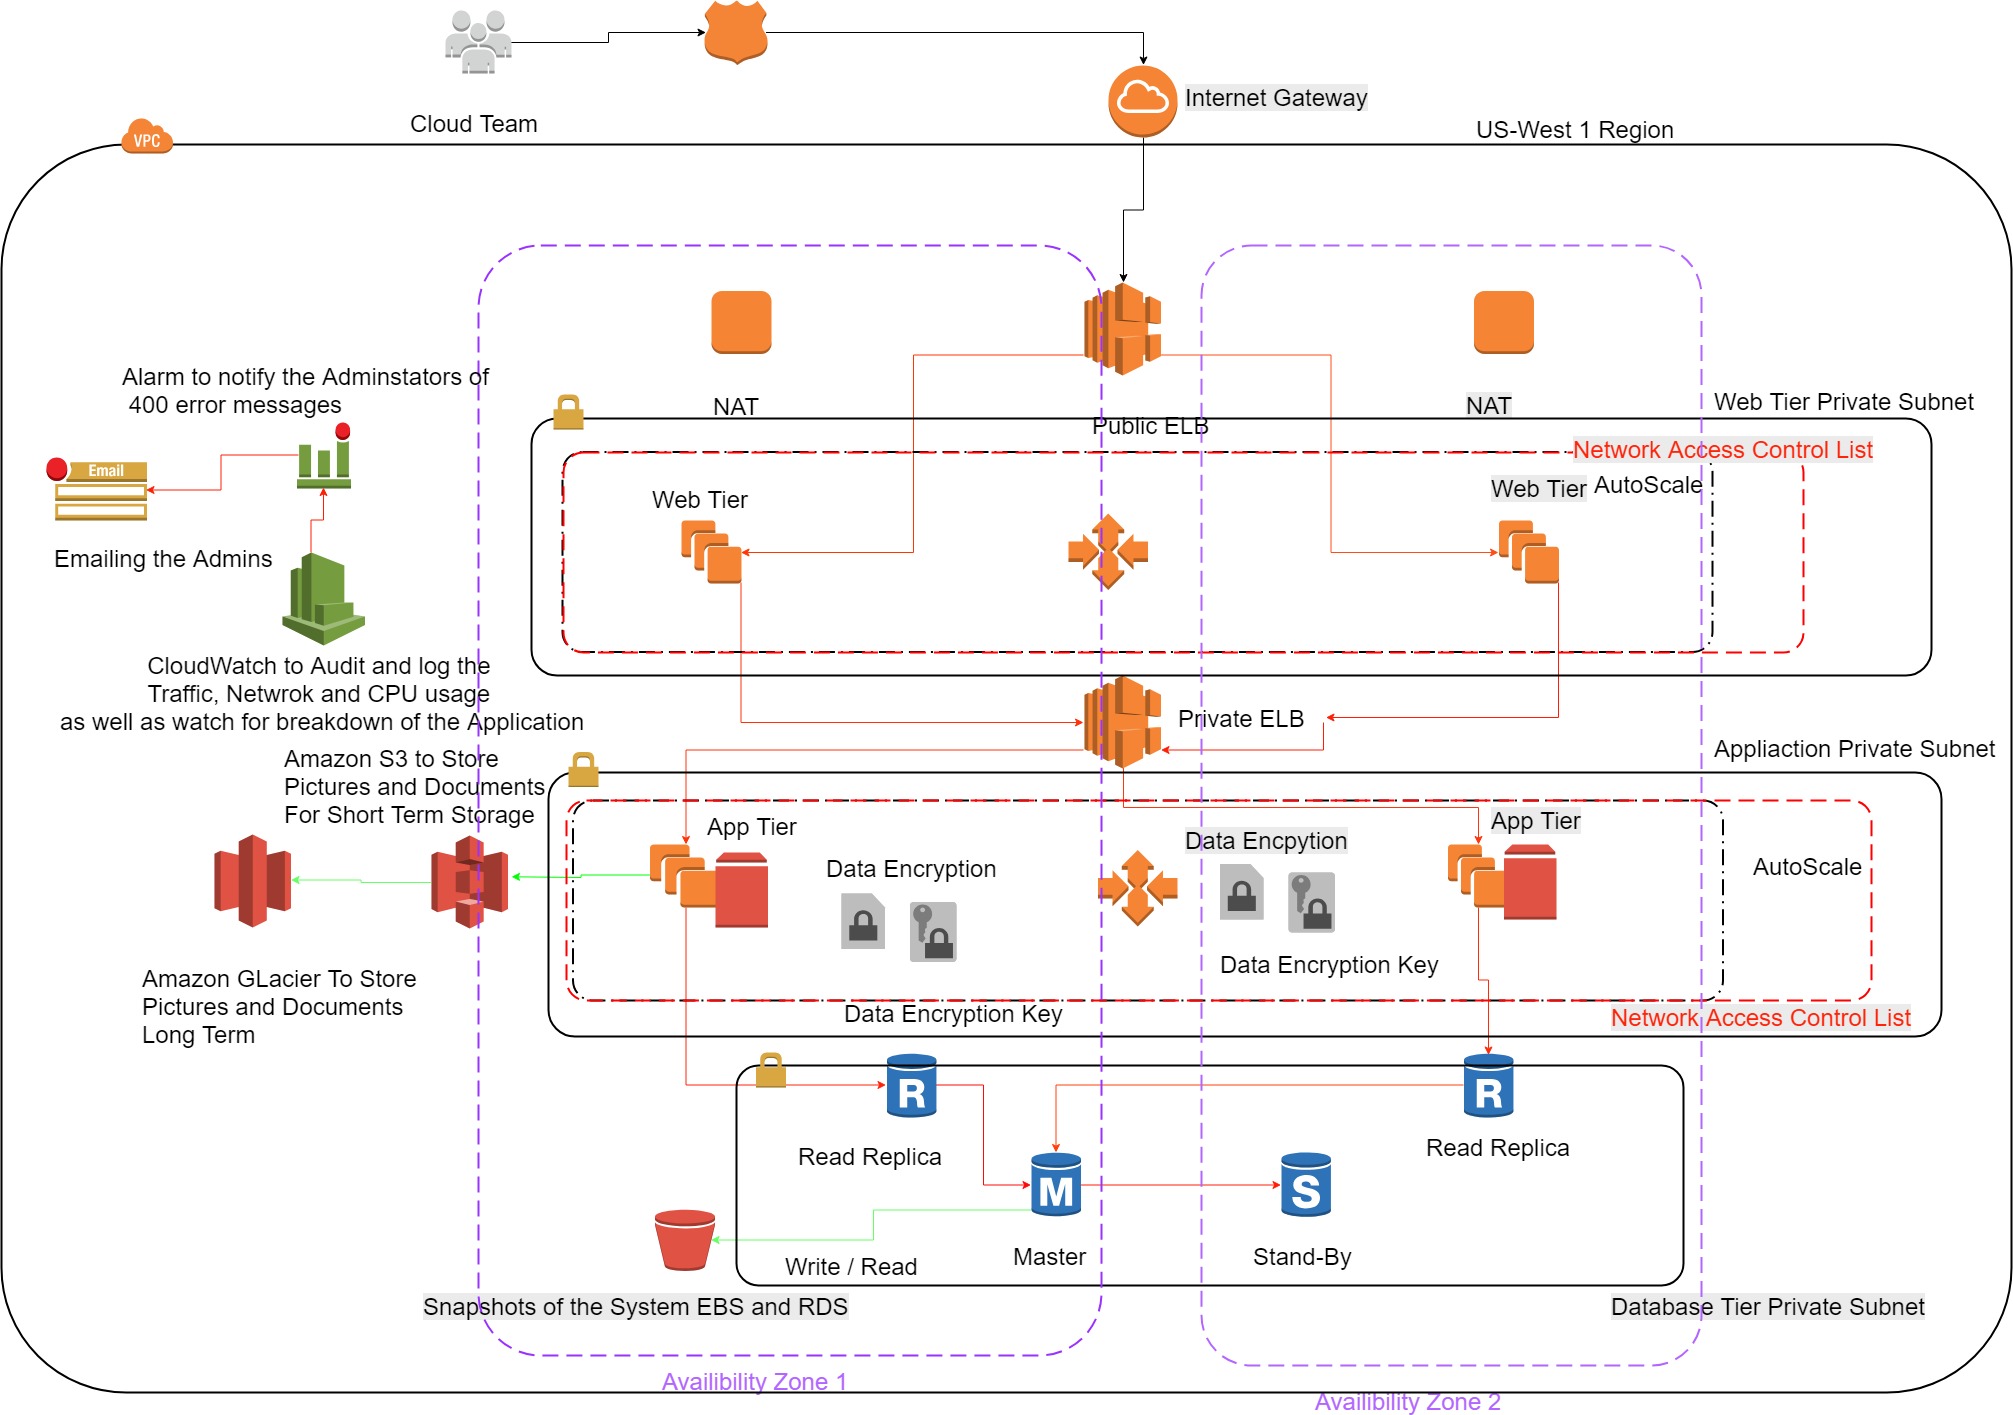 Internet Gateway
Cloud Team
US-West 1 Region
VPC
Alarm to notify the Adminstators of
400 error messages
NAT
NAT
Web Tier Private Subnet
Public ELB
Network Access Control List
Email
Web Tier
Web Tier
AutoScale
Emailing the Admins
CloudWatch to Audit and log the
Traffic, Netwrok and CPU usage
as well as watch for breakdown of the Application
Private ELB
Appliaction Private Subnet
Amazon S3 to Store
Pictures and Documents
For Short Term Storage
App Tier
App Tier
Data Encryption
Data Encpytion
AutoScale
Data Encryption Key
Amazon GLacier To Store
Pictures and Documents
Long Term
Data Encryption Key
Network Access Control List
R
R
Read Replica
Read Replica
M
S
Master
Stand-By
Write / Read
Snapshots of the System EBS and RDS
Database Tier Private Subnet
Availibility Zone 1
Availibility Zone 2